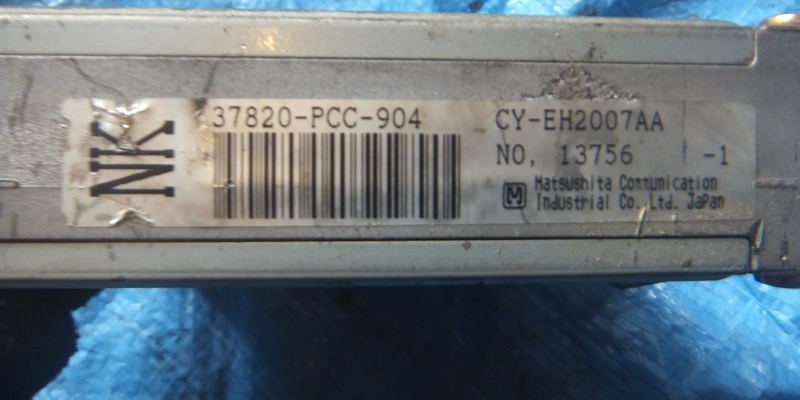 NK
37820-PCC-904
CY-EH2007AA
NO, 13756 -1
M Matsushita Communication
Industrial Co., Ltd. Japan